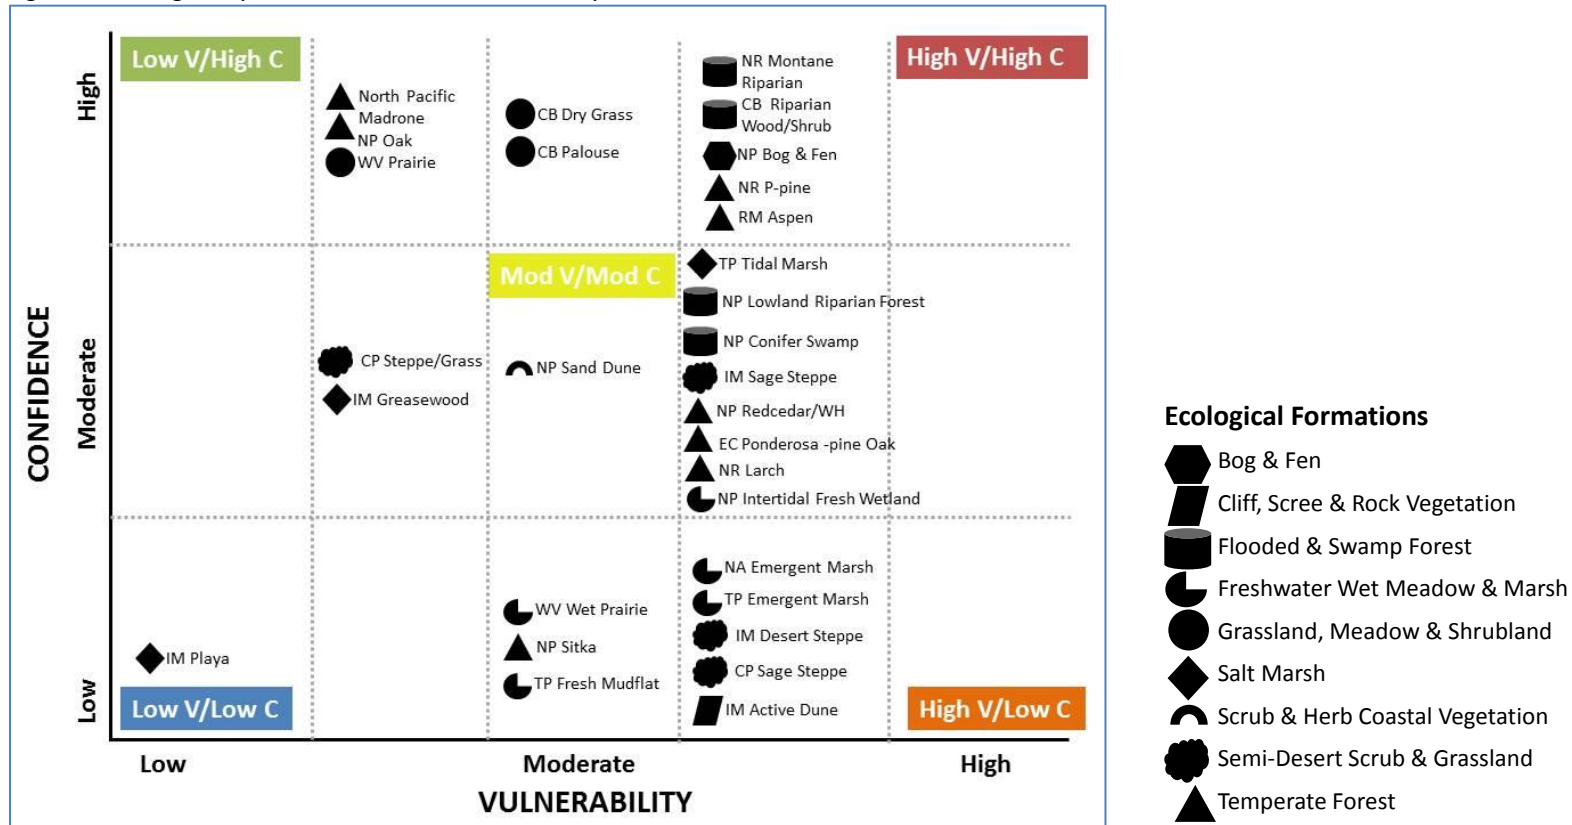 Low V/High C
High V/High C
NR Montane
Riparian
CB Riparian
Wood/Shrub
NP Bog & Fen
NR P-pine
RM Aspen
North Pacific
Madrone
NP Oak
WV Prairie
CB Dry Grass
CB Palouse
High
Mod V/Mod C
TP Tidal Marsh
NP Lowland Riparian Forest
NP Conifer Swamp
IM Sage Steppe
NP Redcedar/WH
EC Ponderosa -pine Oak
NR Larch
NP Intertidal Fresh Wetland
CP Steppe/Grass
IM Greasewood
NP Sand Dune
CONFIDENCE
Moderate
NA Emergent Marsh
TP Emergent Marsh
IM Desert Steppe
CP Sage Steppe
IM Active Dune
WV Wet Prairie
NP Sitka
TP Fresh Mudflat
IM Playa
Low
Low V/Low C
High V/Low C
Low
Moderate
High
VULNERABILITY
Ecological Formations
Bog & Fen
Cliff, Scree & Rock Vegetation
Flooded & Swamp Forest
Freshwater Wet Meadow & Marsh
Grassland, Meadow & Shrubland
Salt Marsh
Scrub & Herb Coastal Vegetation
Semi-Desert Scrub & Grassland
Temperate Forest